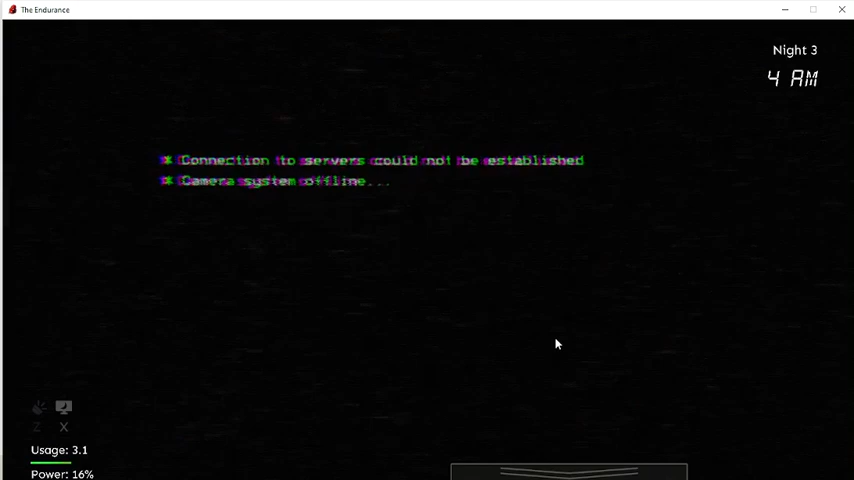 The Endurance
Night 3
4 AM
* Connection to servers could not be established
* Camera system offline...
Z X
Usage: 3.1
Power: 16%